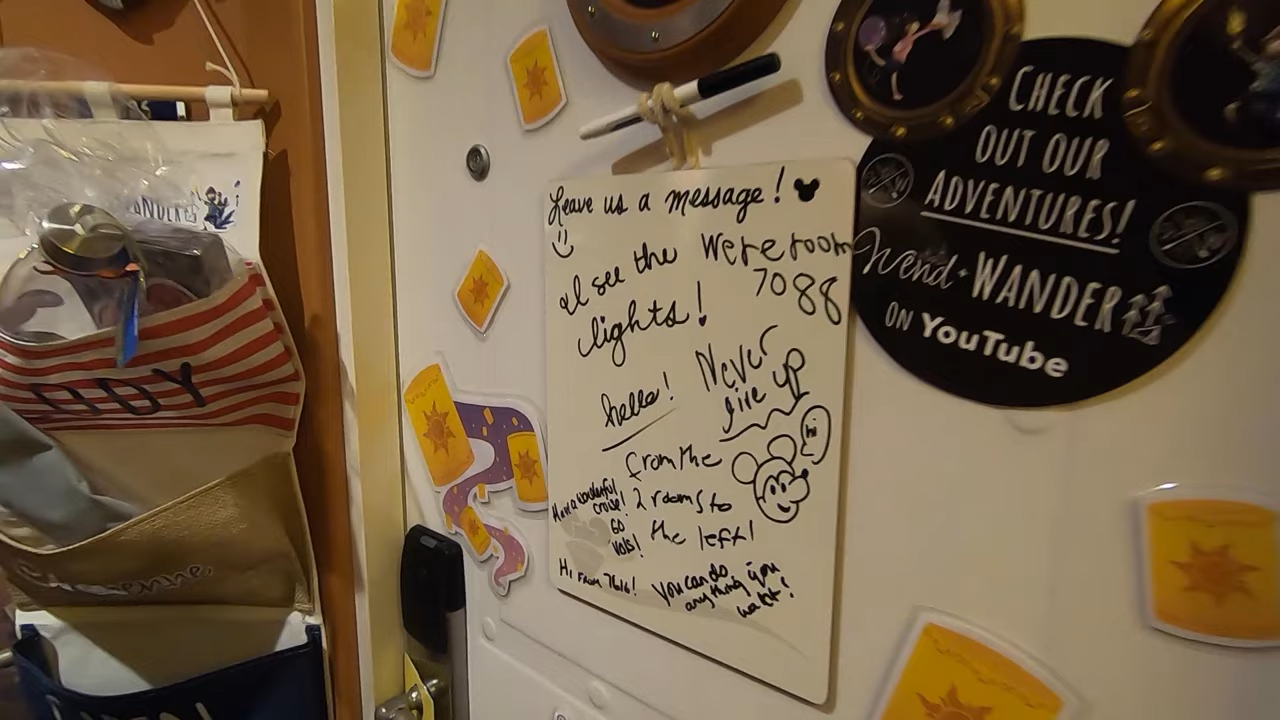 Leave us a message!
I see the
lights!
We're room
7088
hello!
Never
give up
hi
from the
2 rooms to
the left!
Have a wonderful
cruise!
GO
Vols!
Hi From 7616!
You can do
anything you
want!
CHECK
OUT OUR
ADVENTURES!
Wend · WANDER
ON YouTube